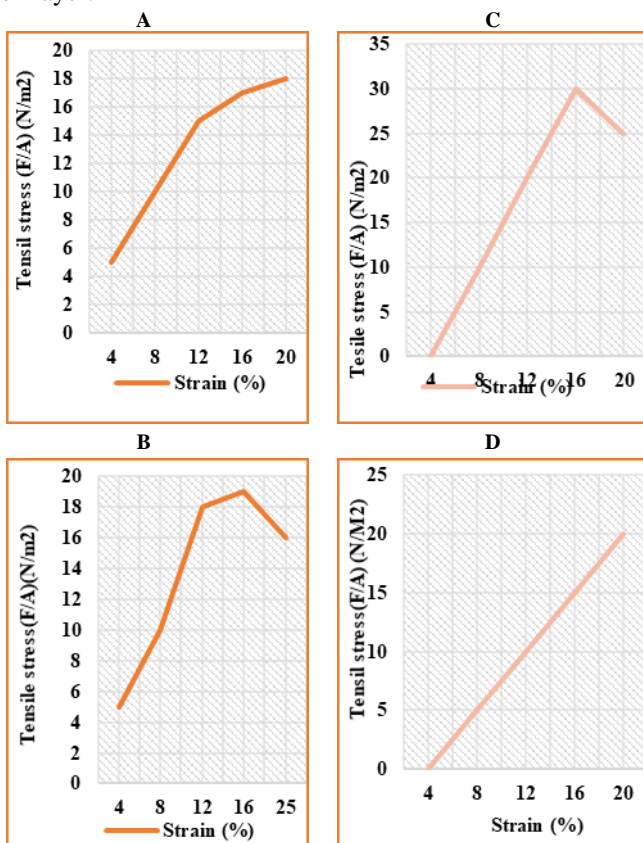 A
Tensil stress (F/A) (N/m2)
20
18
16
14
12
10
8
6
4
2
0
4 8 12 16 20
Strain (%)
C
Tesile stress (F/A) (N/m2)
35
30
25
20
15
10
5
0
4 8 12 16 20
Strain (%)
B
Tensile stress(F/A)(N/m2)
20
18
16
14
12
10
8
6
4
2
0
4 8 12 16 25
Strain (%)
D
Tensil stress(F/A) (N/M2)
25
20
15
10
5
0
4 8 12 16 20
Strain (%)